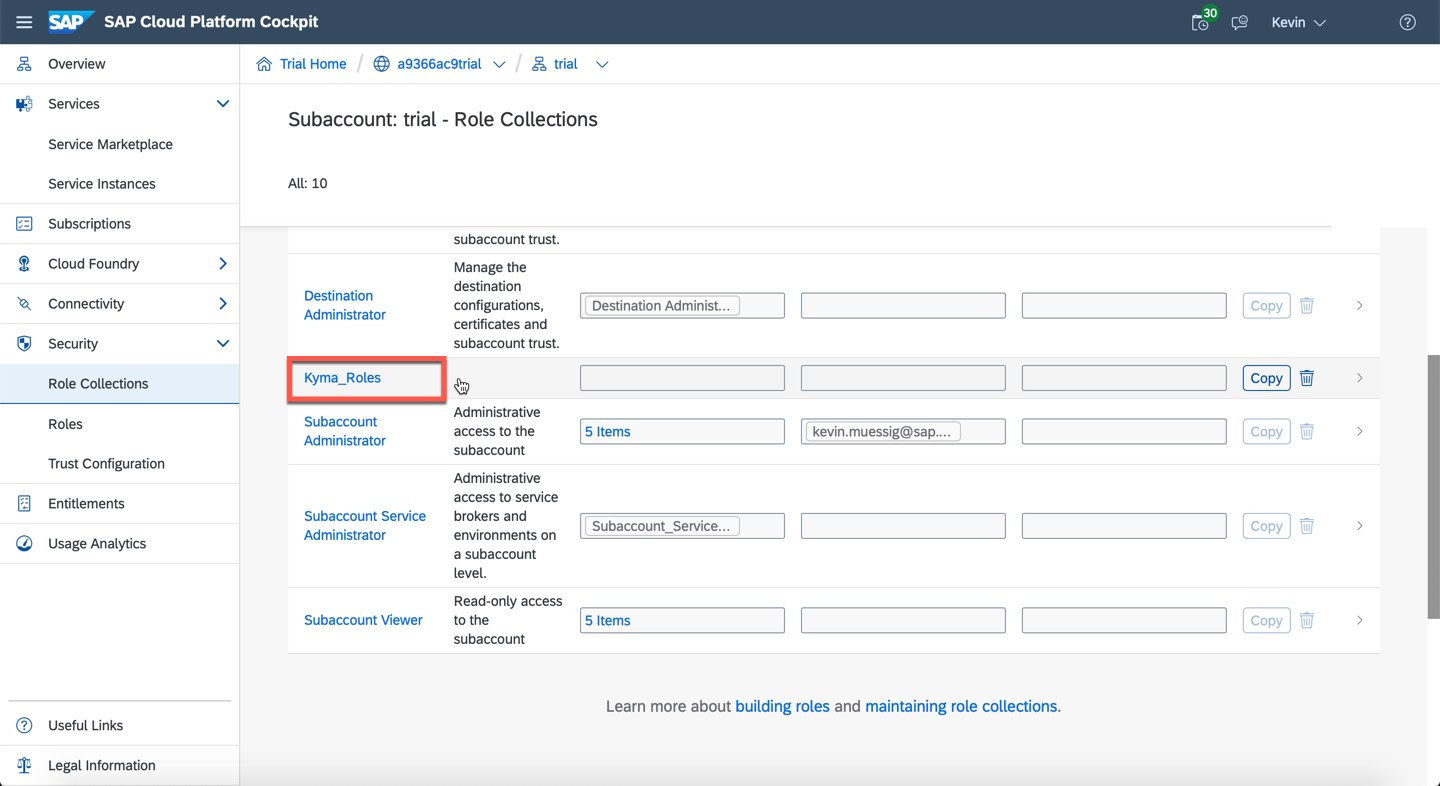 SAP SAP Cloud Platform Cockpit
30
Kevin
Overview
Services
Service Marketplace
Service Instances
Subscriptions
Cloud Foundry
Connectivity
Security
Role Collections
Roles
Trust Configuration
Entitlements
Usage Analytics
Useful Links
Legal Information
Trial Home / a9366ac9trial / trial
Subaccount: trial - Role Collections
All: 10
subaccount trust.
Destination
Administrator
Manage the
destination
configurations,
certificates and
subaccount trust.
Destination Administ...
Copy
Kyma_Roles
Copy
Subaccount
Administrator
Administrative
access to the
subaccount
5 Items
kevin.muessig@sap....
Copy
Subaccount Service
Administrator
Administrative
access to service
brokers and
environments on
a subaccount
level.
Subaccount_Service...
Copy
Subaccount Viewer
Read-only access
to the
subaccount
5 Items
Copy
Learn more about building roles and maintaining role collections.